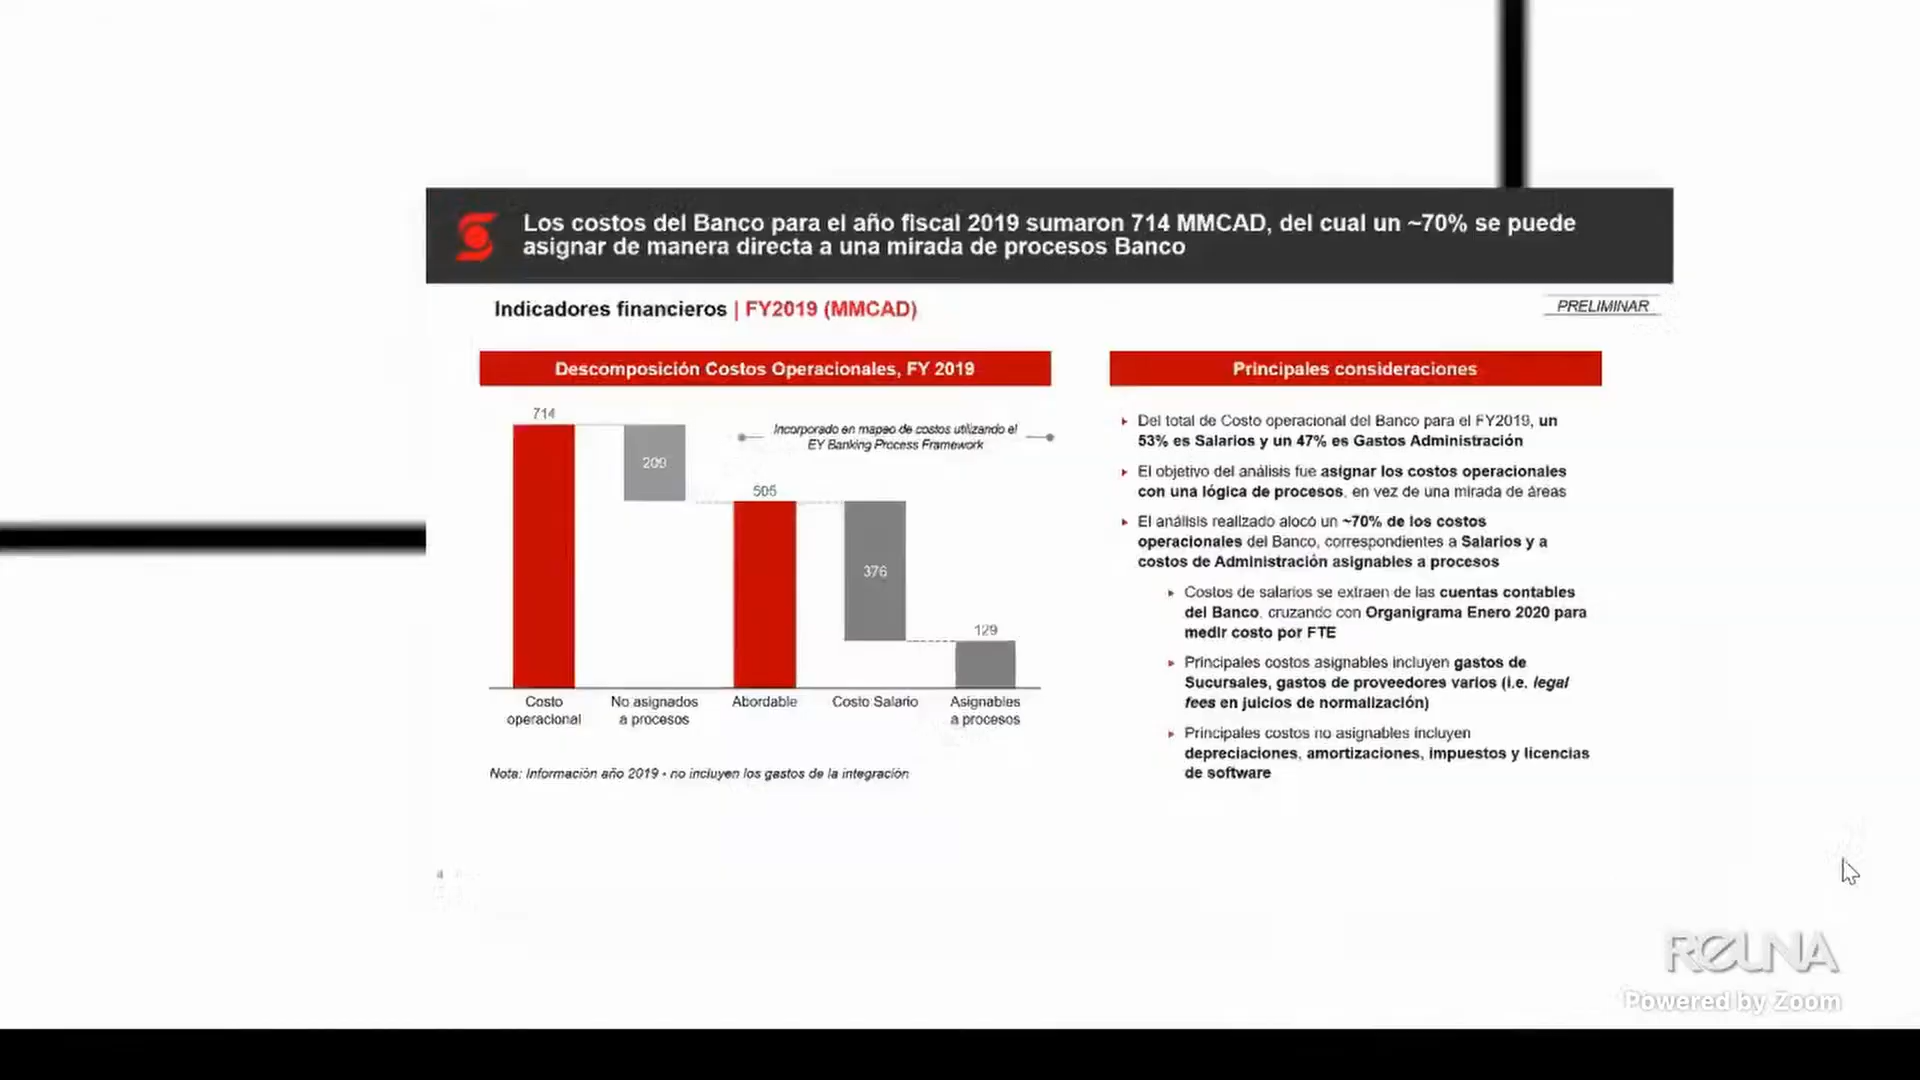 Los costos del Banco para el año fiscal 2019 sumaron 714 MMCAD, del cual un ~70% se puede
asignar de manera directa a una mirada de procesos Banco
Indicadores financieros | FY2019 (MMCAD)
PRELIMINAR
Descomposición Costos Operacionales, FY 2019
714
209
Incorporado en mapeo de costos utilizando el
EY Banking Process Framework
505
376
129
Costo
operacional
No asignados
a procesos
Abordable
Costo Salario
Asignables
a procesos
Nota: Información año 2019 - no incluyen los gastos de la integración
Principales consideraciones
Del total de Costo operacional del Banco para el FY2019, un
53% es Salarios y un 47% es Gastos Administración
El objetivo del análisis fue asignar los costos operacionales
con una lógica de procesos, en vez de una mirada de áreas
El análisis realizado alocó un ~70% de los costos
operacionales del Banco, correspondientes a Salarios y a
costos de Administración asignables a procesos
Costos de salarios se extraen de las cuentas contables
del Banco, cruzando con Organigrama Enero 2020 para
medir costo por FTE
Principales costos asignables incluyen gastos de
Sucursales, gastos de proveedores varios (i.e. legal
fees en juicios de normalización)
Principales costos no asignables incluyen
depreciaciones, amortizaciones, impuestos y licencias
de software
REUNA
Powered by Zoom